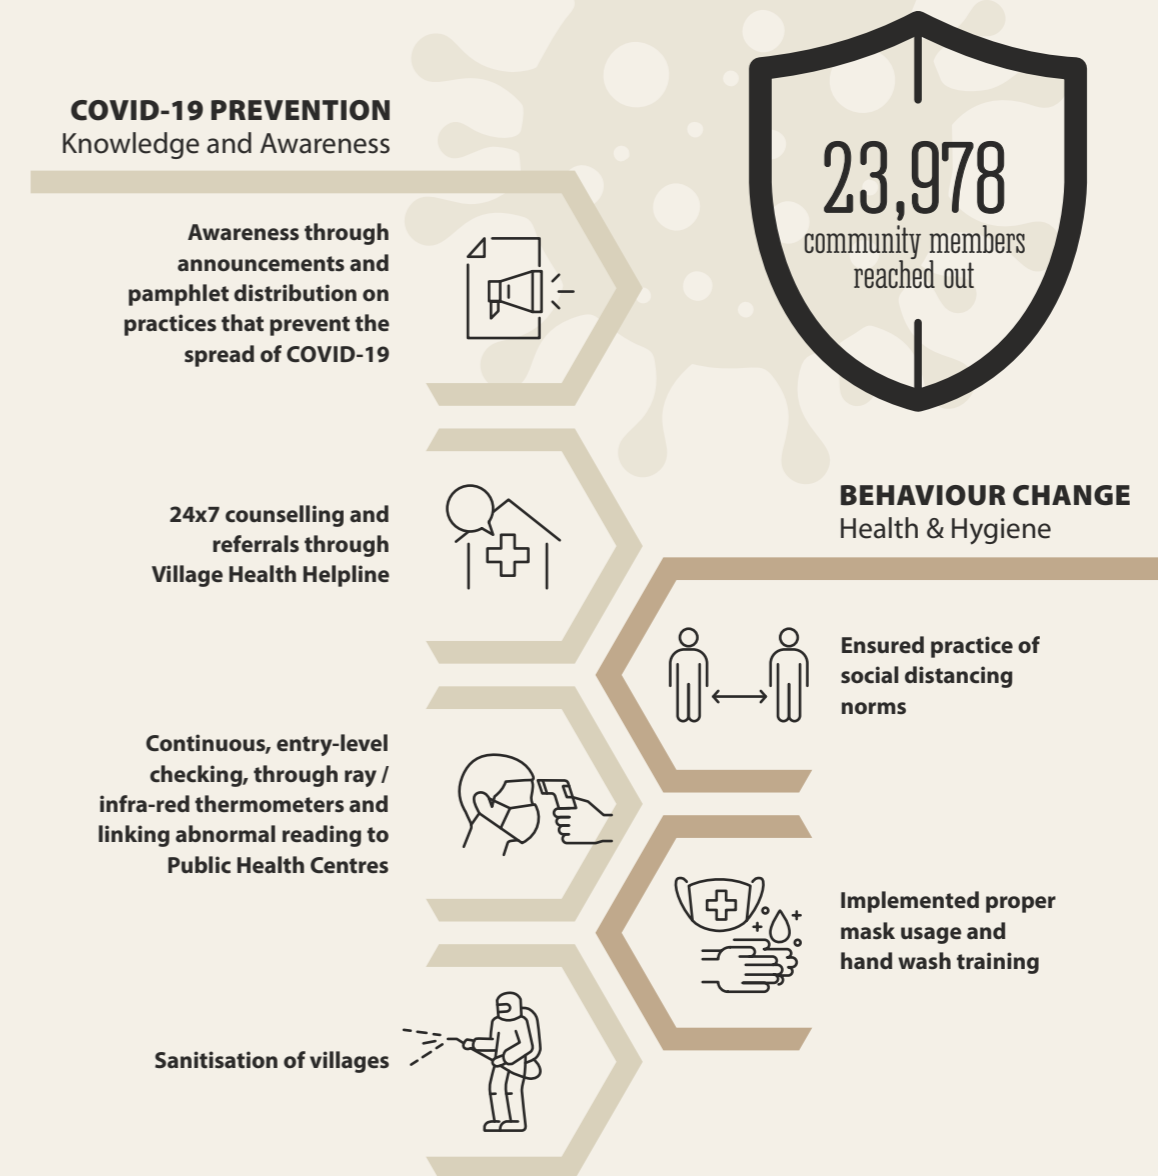 COVID-19 PREVENTION
Knowledge and Awareness
Awareness through
announcements and
pamphlet distribution on
practices that prevent the
spread of COVID-19
24x7 counselling and
referrals through
Village Health Helpline
Continuous, entry-level
checking, through ray /
infra-red thermometers and
linking abnormal reading to
Public Health Centres
Sanitisation of villages
23,978
community members
reached out
BEHAVIOUR CHANGE
Health & Hygiene
Ensured practice of
social distancing
norms
Implemented proper
mask usage and
hand wash training